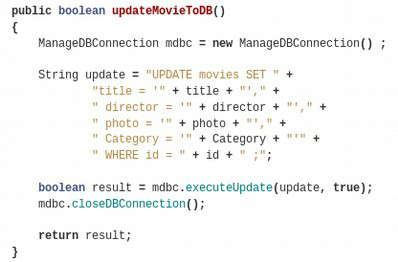 public boolean updateMovieToDB()
{
ManageDBConnection mdbc = new ManageDBConnection() ;
String update = "UPDATE movies SET " +
"title = '" + title + "'," +
" director = '" + director + "'," +
" photo = '" + photo + "'," +
" Category = '" + Category + "'" +
" WHERE id = " + id + " ;";
boolean result = mdbc.executeUpdate(update, true);
mdbc.closeDBConnection();
return result;
}